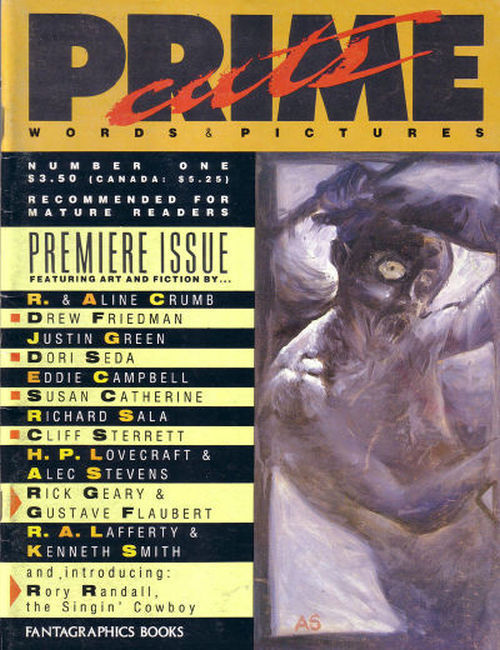 PRIME
cuts
WORDS & PICTURES
NUMBER ONE
$3.50 (CANADA: $5.25)
RECOMMENDED FOR
MATURE READERS
PREMIERE ISSUE
FEATURING ART AND FICTION BY...
R. & ALINE CRUMB
DREW FRIEDMAN
JUSTIN GREEN
DORI SEDA
EDDIE CAMPBELL
SUSAN CATHERINE
RICHARD SALA
CLIFF STERRETT
H. P. LOVECRAFT &
ALEC STEVENS
RICK GEARY &
GUSTAVE FLAUBERT
R. A. LAFFERTY &
KENNETH SMITH
and introducing:
RORY RANDALL,
the Singin' Cowboy
FANTAGRAPHICS BOOKS
AS